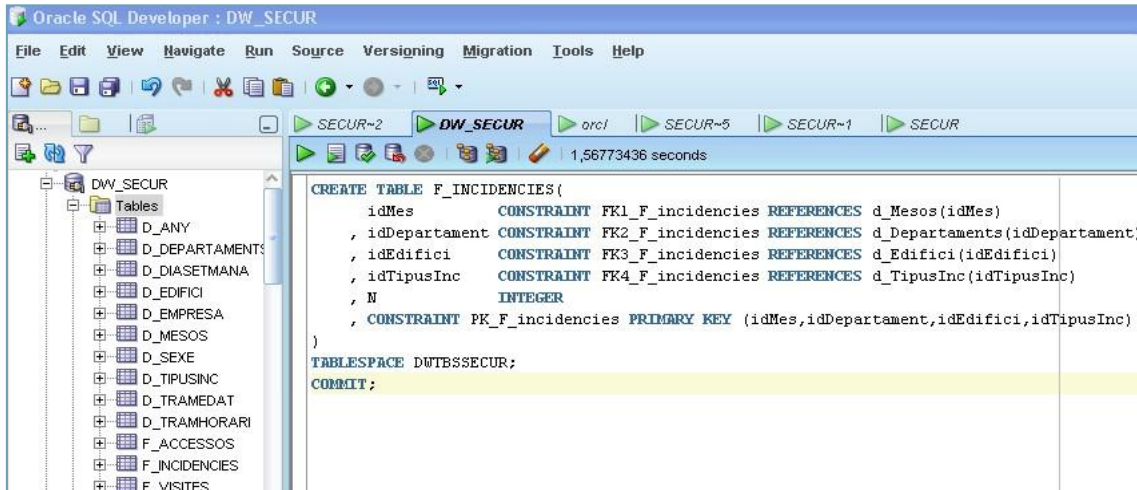 Oracle SQL Developer : DW_SECUR
File Edit View Navigate Run Source Versioning Migration Tools Help
... SECUR~2 DW_SECUR orcl SECUR~5 SECUR~1 SECUR
1,56773436 seconds
DW_SECUR
Tables
D_ANY
D_DEPARTAMENTS
D_DIASETMANA
D_EDIFICI
D_EMPRESA
D_MESOS
D_SEXE
D_TIPUSINC
D_TRAMEDAT
D_TRAMHORARI
F_ACCESSOS
F_INCIDENCIES
F_VISITES
CREATE TABLE F_INCIDENCIES(
idMes CONSTRAINT FK1_F_incidencies REFERENCES d_Mesos(idMes)
, idDepartament CONSTRAINT FK2_F_incidencies REFERENCES d_Departaments(idDepartament)
, idEdifici CONSTRAINT FK3_F_incidencies REFERENCES d_Edifici(idEdifici)
, idTipusInc CONSTRAINT FK4_F_incidencies REFERENCES d_TipusInc(idTipusInc)
, N INTEGER
, CONSTRAINT PK_F_incidencies PRIMARY KEY (idMes,idDepartament,idEdifici,idTipusInc)
)
TABLESPACE DWTBSSECUR;
COMMIT;